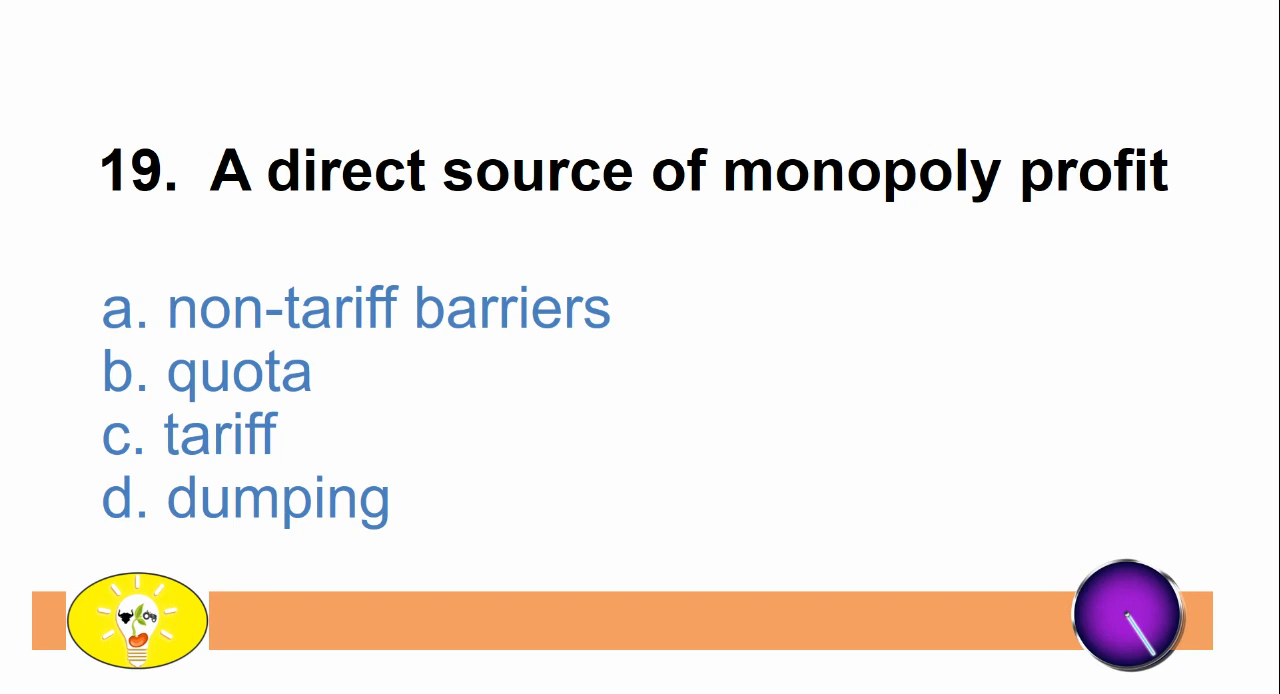 19. A direct source of monopoly profit
a. non-tariff barriers
b. quota
c. tariff
d. dumping